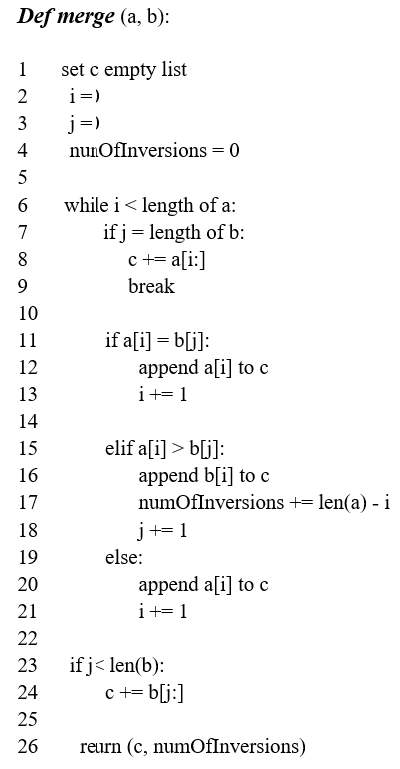 Def merge (a, b):
1 set c empty list
2 i =)
3 j =)
4 numOfInversions = 0
5
6 while i < length of a:
7 if j = length of b:
8 c += a[i:]
9 break
10
11 if a[i] = b[j]:
12 append a[i] to c
13 i += 1
14
15 elif a[i] > b[j]:
16 append b[i] to c
17 numOfInversions += len(a) - i
18 j += 1
19 else:
20 append a[i] to c
21 i += 1
22
23 if j< len(b):
24 c += b[j:]
25
26 reurn (c, numOfInversions)